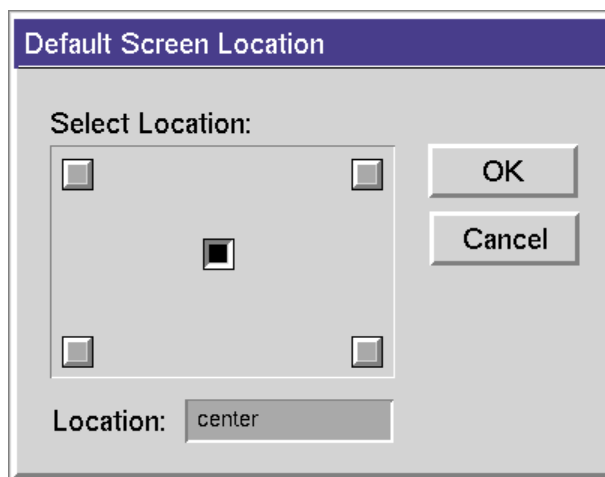 Default Screen Location
Select Location:
OK
Cancel
Location: center